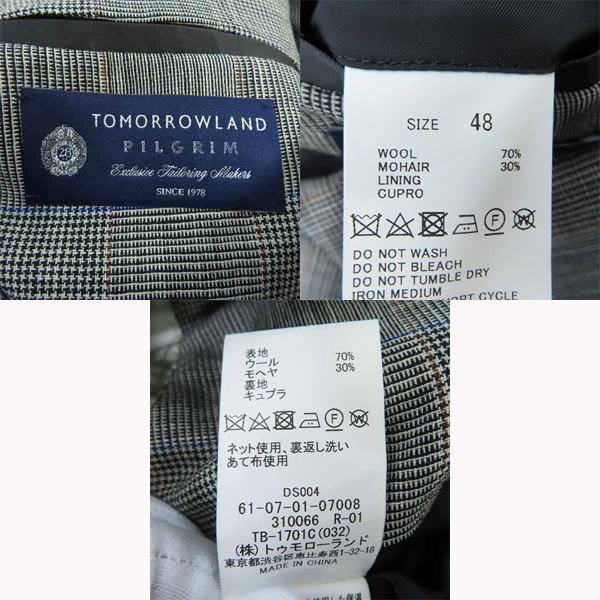 28
TOMORROWLAND
PILGRIM
Exclusive Tailoring Makers
SINCE 1978
SIZE 48
WOOL 70%
MOHAIR 30%
LINING
CUPRO
DO NOT WASH
DO NOT BLEACH
DO NOT TUMBLE DRY
IRON MEDIUM
CYCLE
表地
ウール 70%
モヘヤ 30%
裏地
キュプラ
ネット使用、裏返し洗い
あて布使用
DS004
61-07-01-07008
310066 R-01
TB-1701C(032)
(株)トゥモローランド
東京都渋谷区恵比寿西1-32-18
MADE IN JAPAN